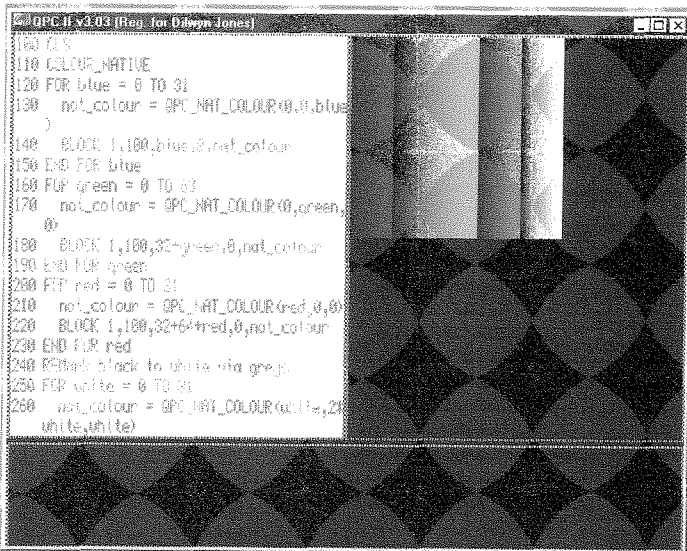 QPC II v3.03 [Reg. for Dilwyn Jones]
100 CLS
110 COLOUR_NATIVE
120 FOR blue = 0 TO 31
130   nat_colour = QPC_NAT_COLOUR(0,0,blue
)
140   BLOCK 1,100,blue,0,nat_colour
150 END FOR blue
160 FOR green = 0 TO 63
170   nat_colour = QPC_NAT_COLOUR(0,green,
0)
180   BLOCK 1,100,32+green,0,nat_colour
190 END FOR green
200 FOR red = 0 TO 31
210   nat_colour = QPC_NAT_COLOUR(red,0,0)
220   BLOCK 1,100,32+64+red,0,nat_colour
230 END FOR red
240 REMark black to white via greys
250 FOR white = 0 TO 31
260   nat_colour = QPC_NAT_COLOUR(white,2*
white,white)